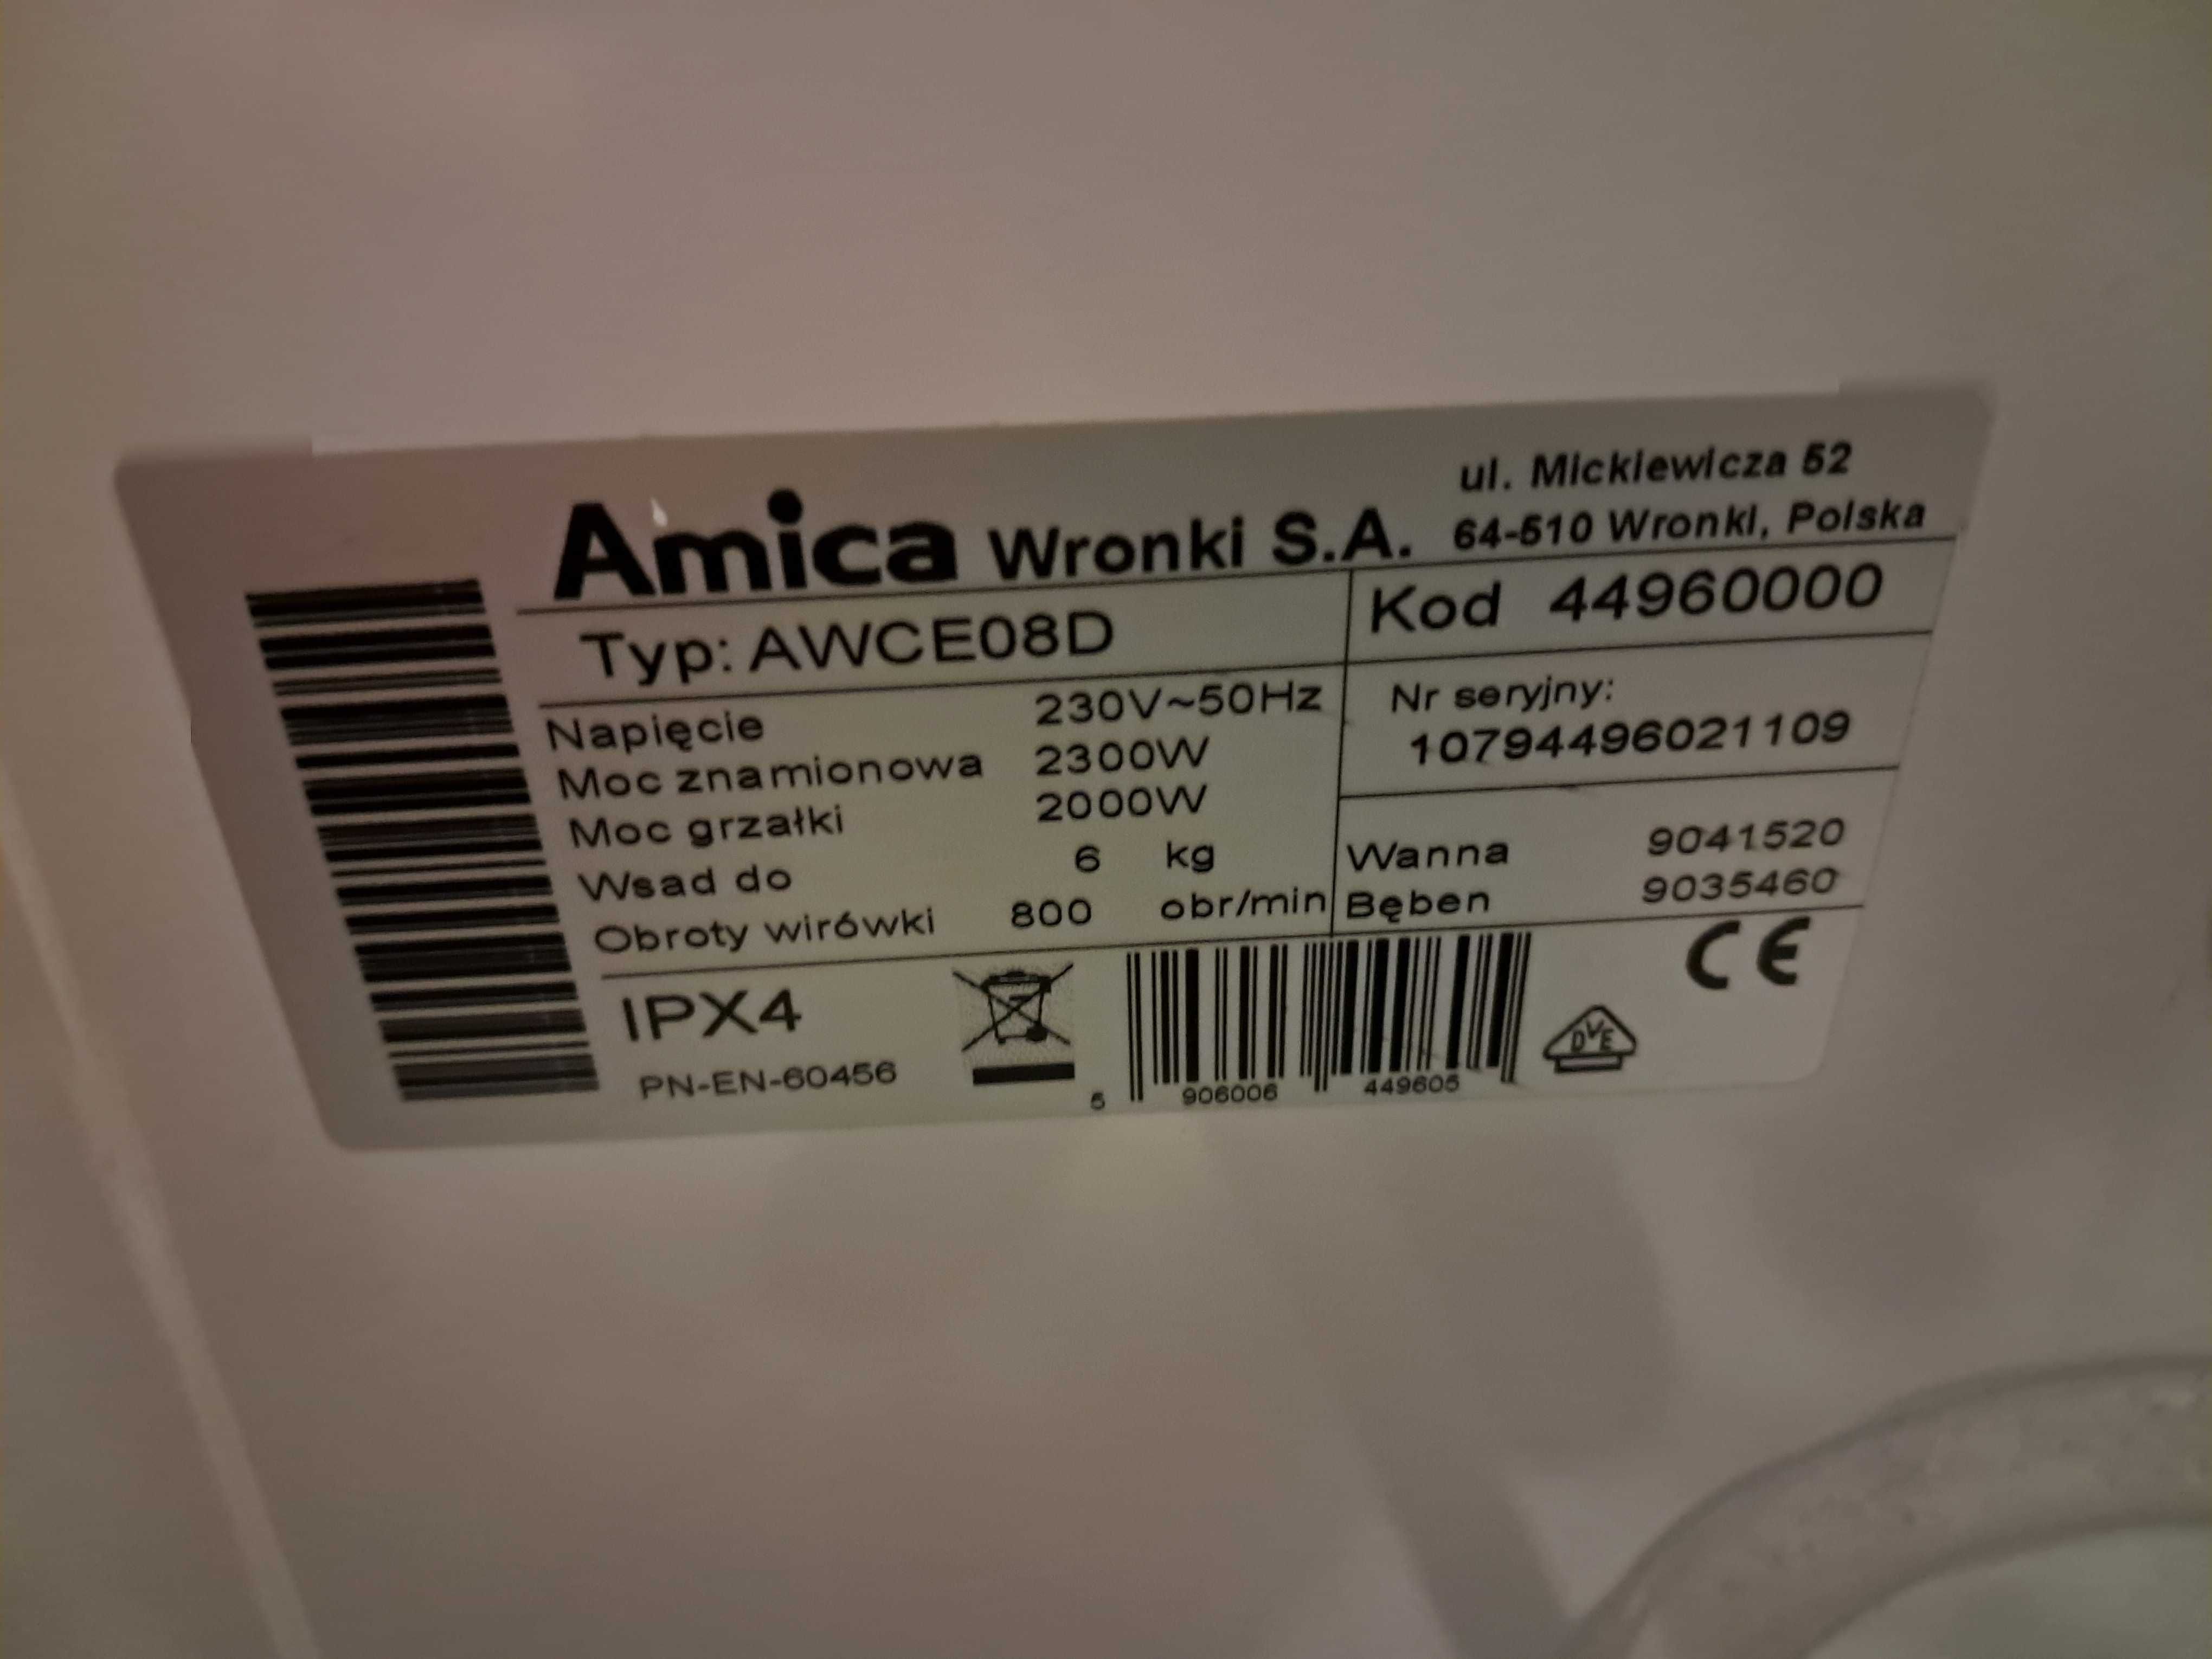 Amica Wronki S.A.
ul. Mickiewicza 52
64-510 Wronki, Polska
Typ: AWCE08D
Kod 44960000
Napięcie 230V~50Hz
Moc znamionowa 2300W
Moc grzałki 2000W
Wsad do 6 kg
Obroty wirówki 800 obr/min
Nr seryjny:
10794496021109
Wanna 9041520
Bęben 9035460
IPX4
PN-EN-60456
5 906006 449605
DVE
CE